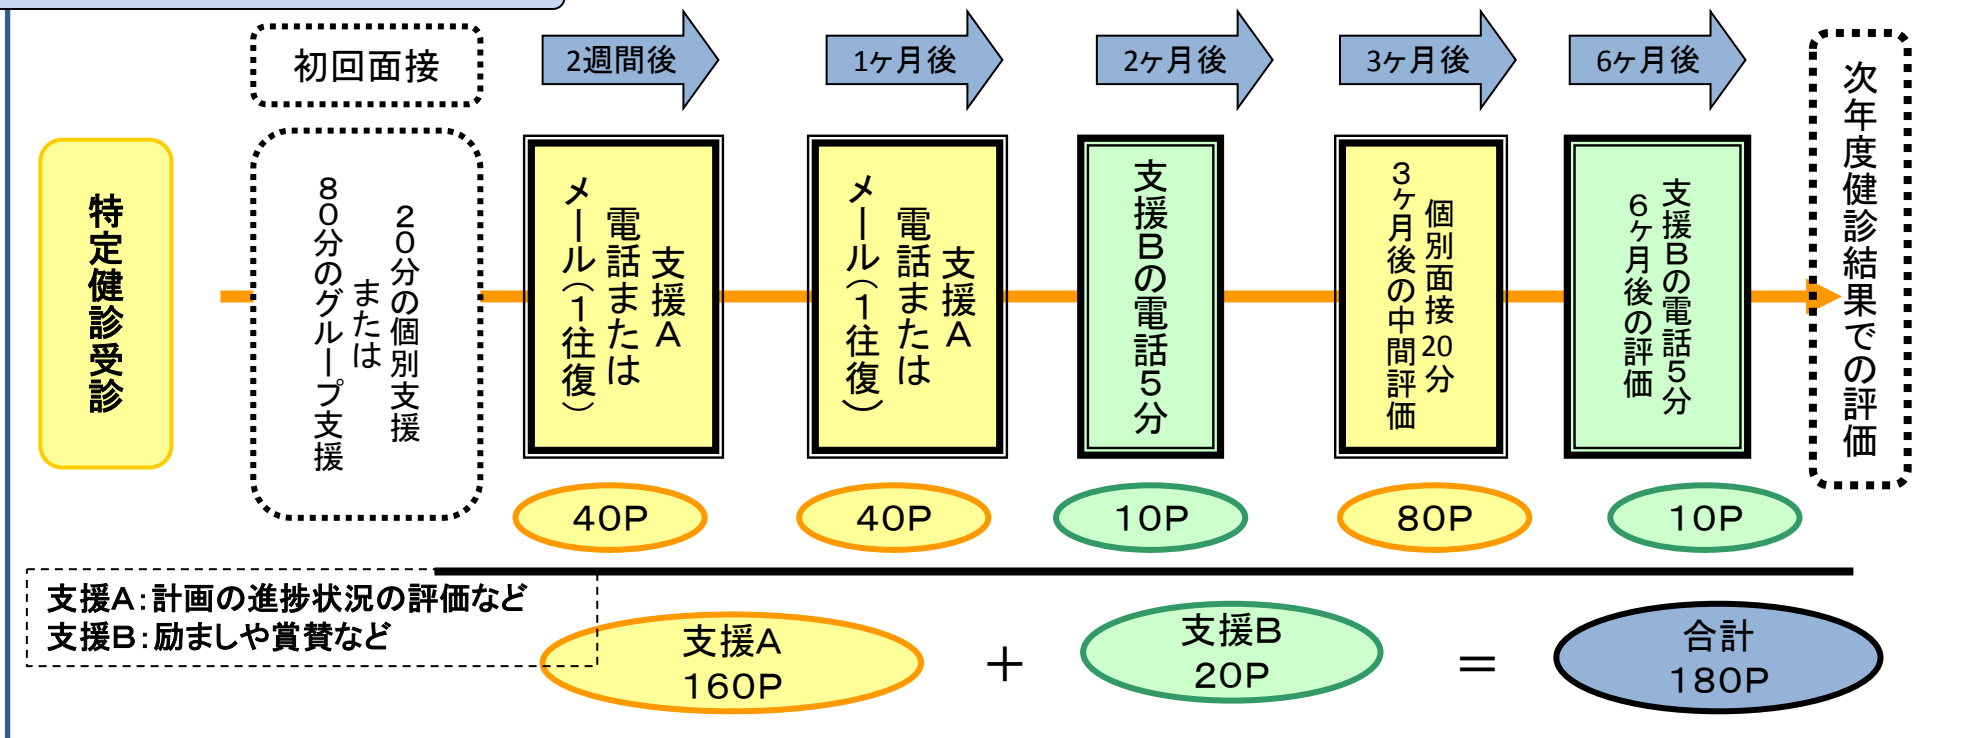 初回面接
2週間後
1ヶ月後
2ヶ月後
3ヶ月後
6ヶ月後
特定健診受診
20分の個別支援
または
80分のグループ支援
支援A
電話または
メール(1往復)
支援A
電話または
メール(1往復)
支援Bの電話5分
個別面接20分
3ヶ月後の中間評価
支援Bの電話5分
6ヶ月後の評価
次年度健診結果での評価
40P
40P
10P
80P
10P
支援A:計画の進捗状況の評価など
支援B:励ましや賞賛など
支援A
160P
+
支援B
20P
=
合計
180P